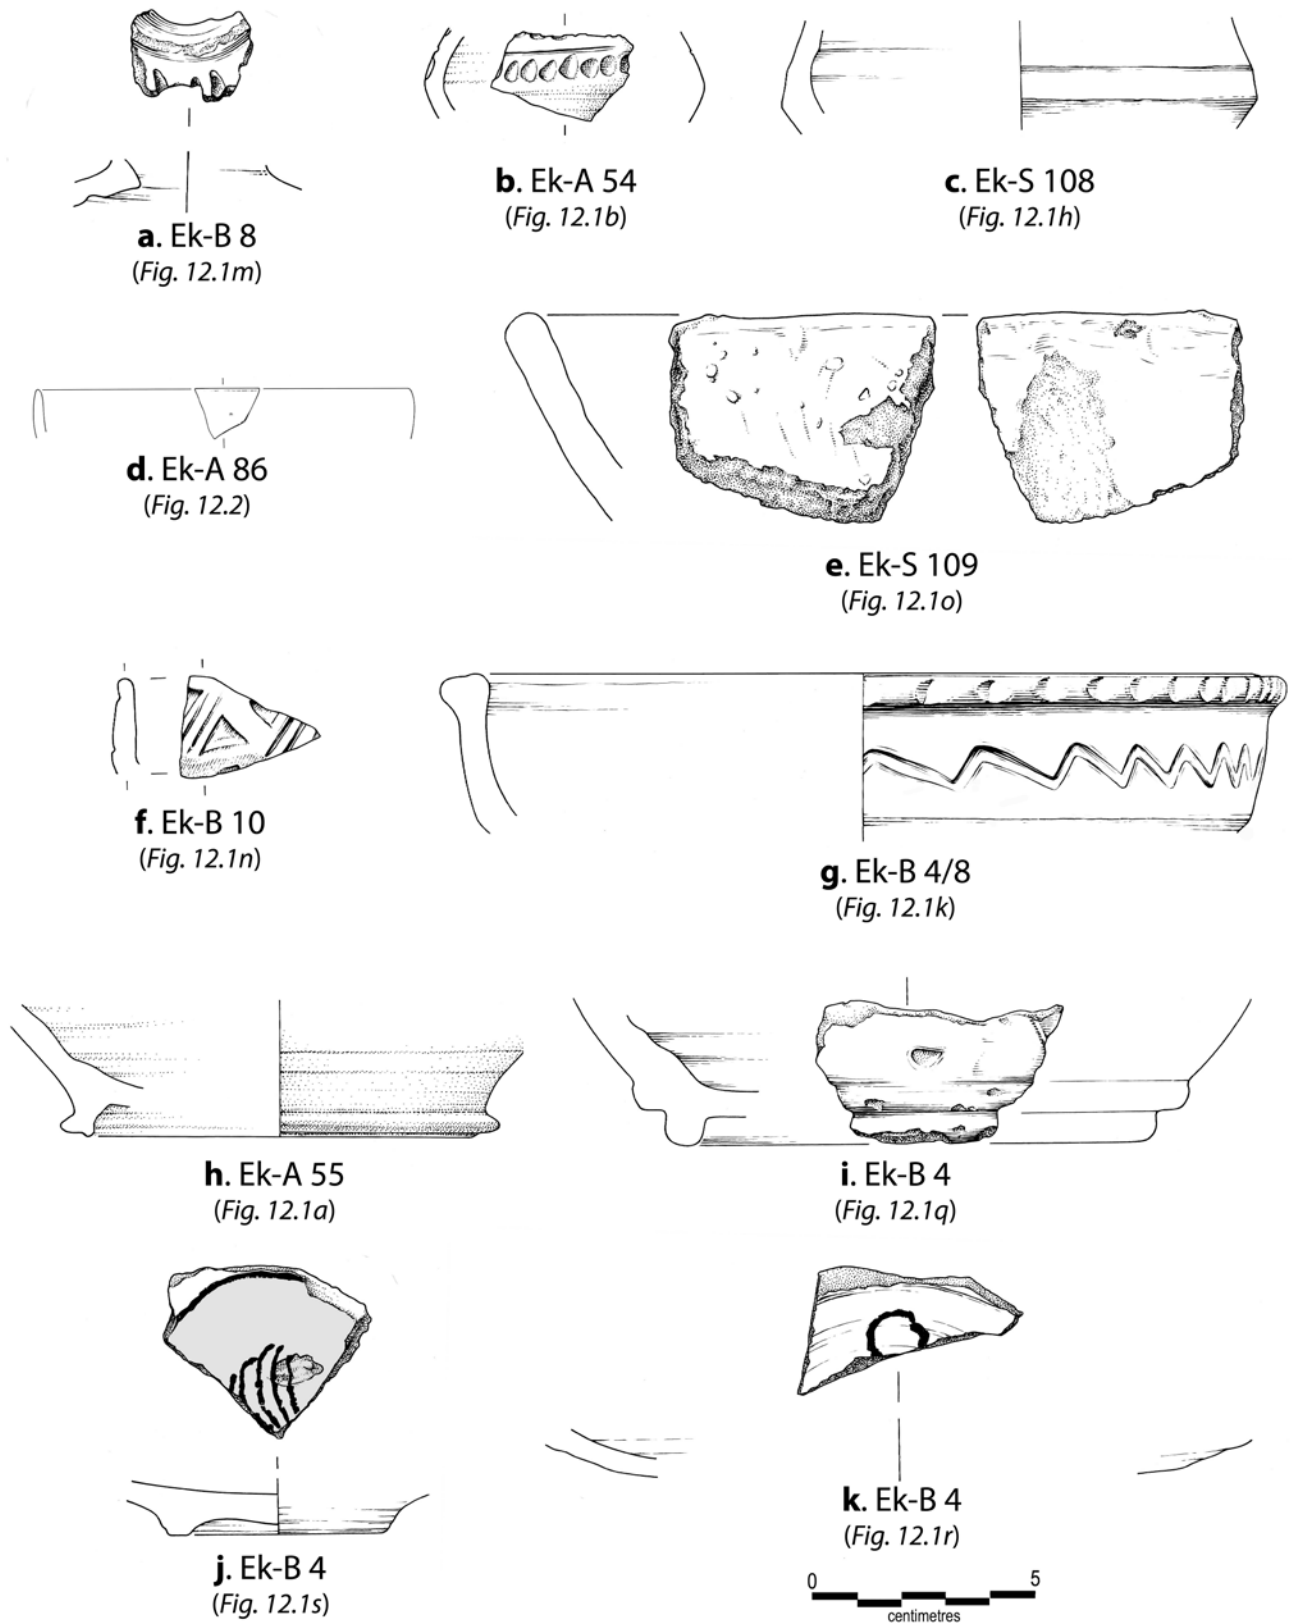 a. Ek-B 8
(Fig. 12.1m)
b. Ek-A 54
(Fig. 12.1b)
c. Ek-S 108
(Fig. 12.1h)
d. Ek-A 86
(Fig. 12.2)
e. Ek-S 109
(Fig. 12.1o)
f. Ek-B 10
(Fig. 12.1n)
g. Ek-B 4/8
(Fig. 12.1k)
h. Ek-A 55
(Fig. 12.1a)
i. Ek-B 4
(Fig. 12.1q)
j. Ek-B 4
(Fig. 12.1s)
k. Ek-B 4
(Fig. 12.1r)
0 5
centimetres